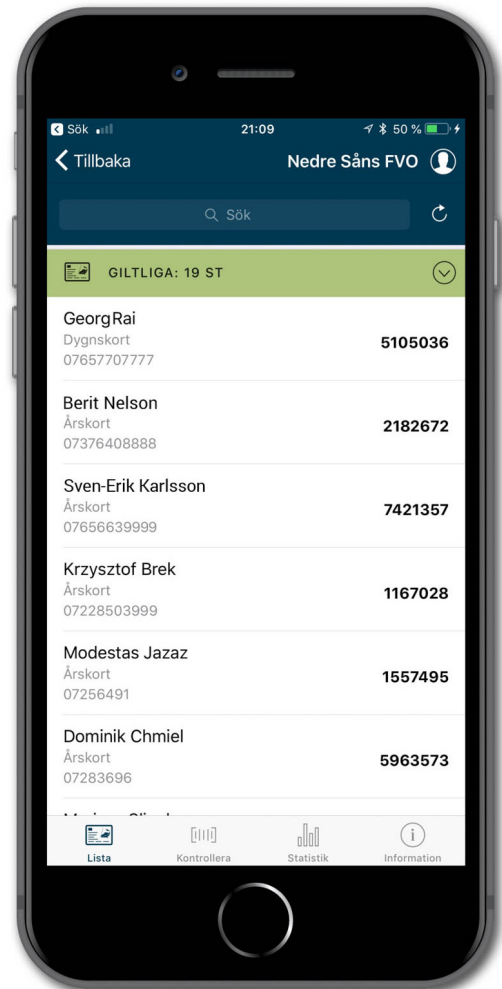 Sök
21:09
50 %
Tillbaka
Nedre Såns FVO
Sök
GILTLIGA: 19 ST
GeorgRai
Dygnskort
5105036
07657707777
Berit Nelson
Årskort
2182672
07376408888
Sven-Erik Karlsson
Årskort
7421357
07656639999
Krzysztof Brek
Årskort
1167028
07228503999
Modestas Jazaz
Årskort
1557495
07256491
Dominik Chmiel
Årskort
5963573
07283696
Lista
Kontrollera
Statistik
Information